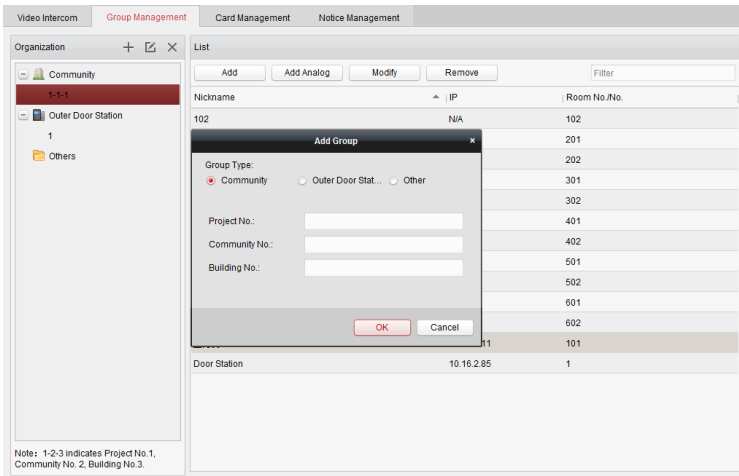 Video Intercom Group Management Card Management Notice Management
Organization List
Community
1-1-1
Outer Door Station
1
Others
Add Add Analog Modify Remove Filter
Nickname IP Room No./No.
102 N/A 102
201
202
301
302
401
402
501
502
601
602
11 101
Door Station 10.16.2.85 1
Add Group
Group Type:
Community Outer Door Stat... Other
Project No.:
Community No.:
Building No.:
OK Cancel
Note: 1-2-3 indicates Project No.1,
Community No. 2, Building No.3.